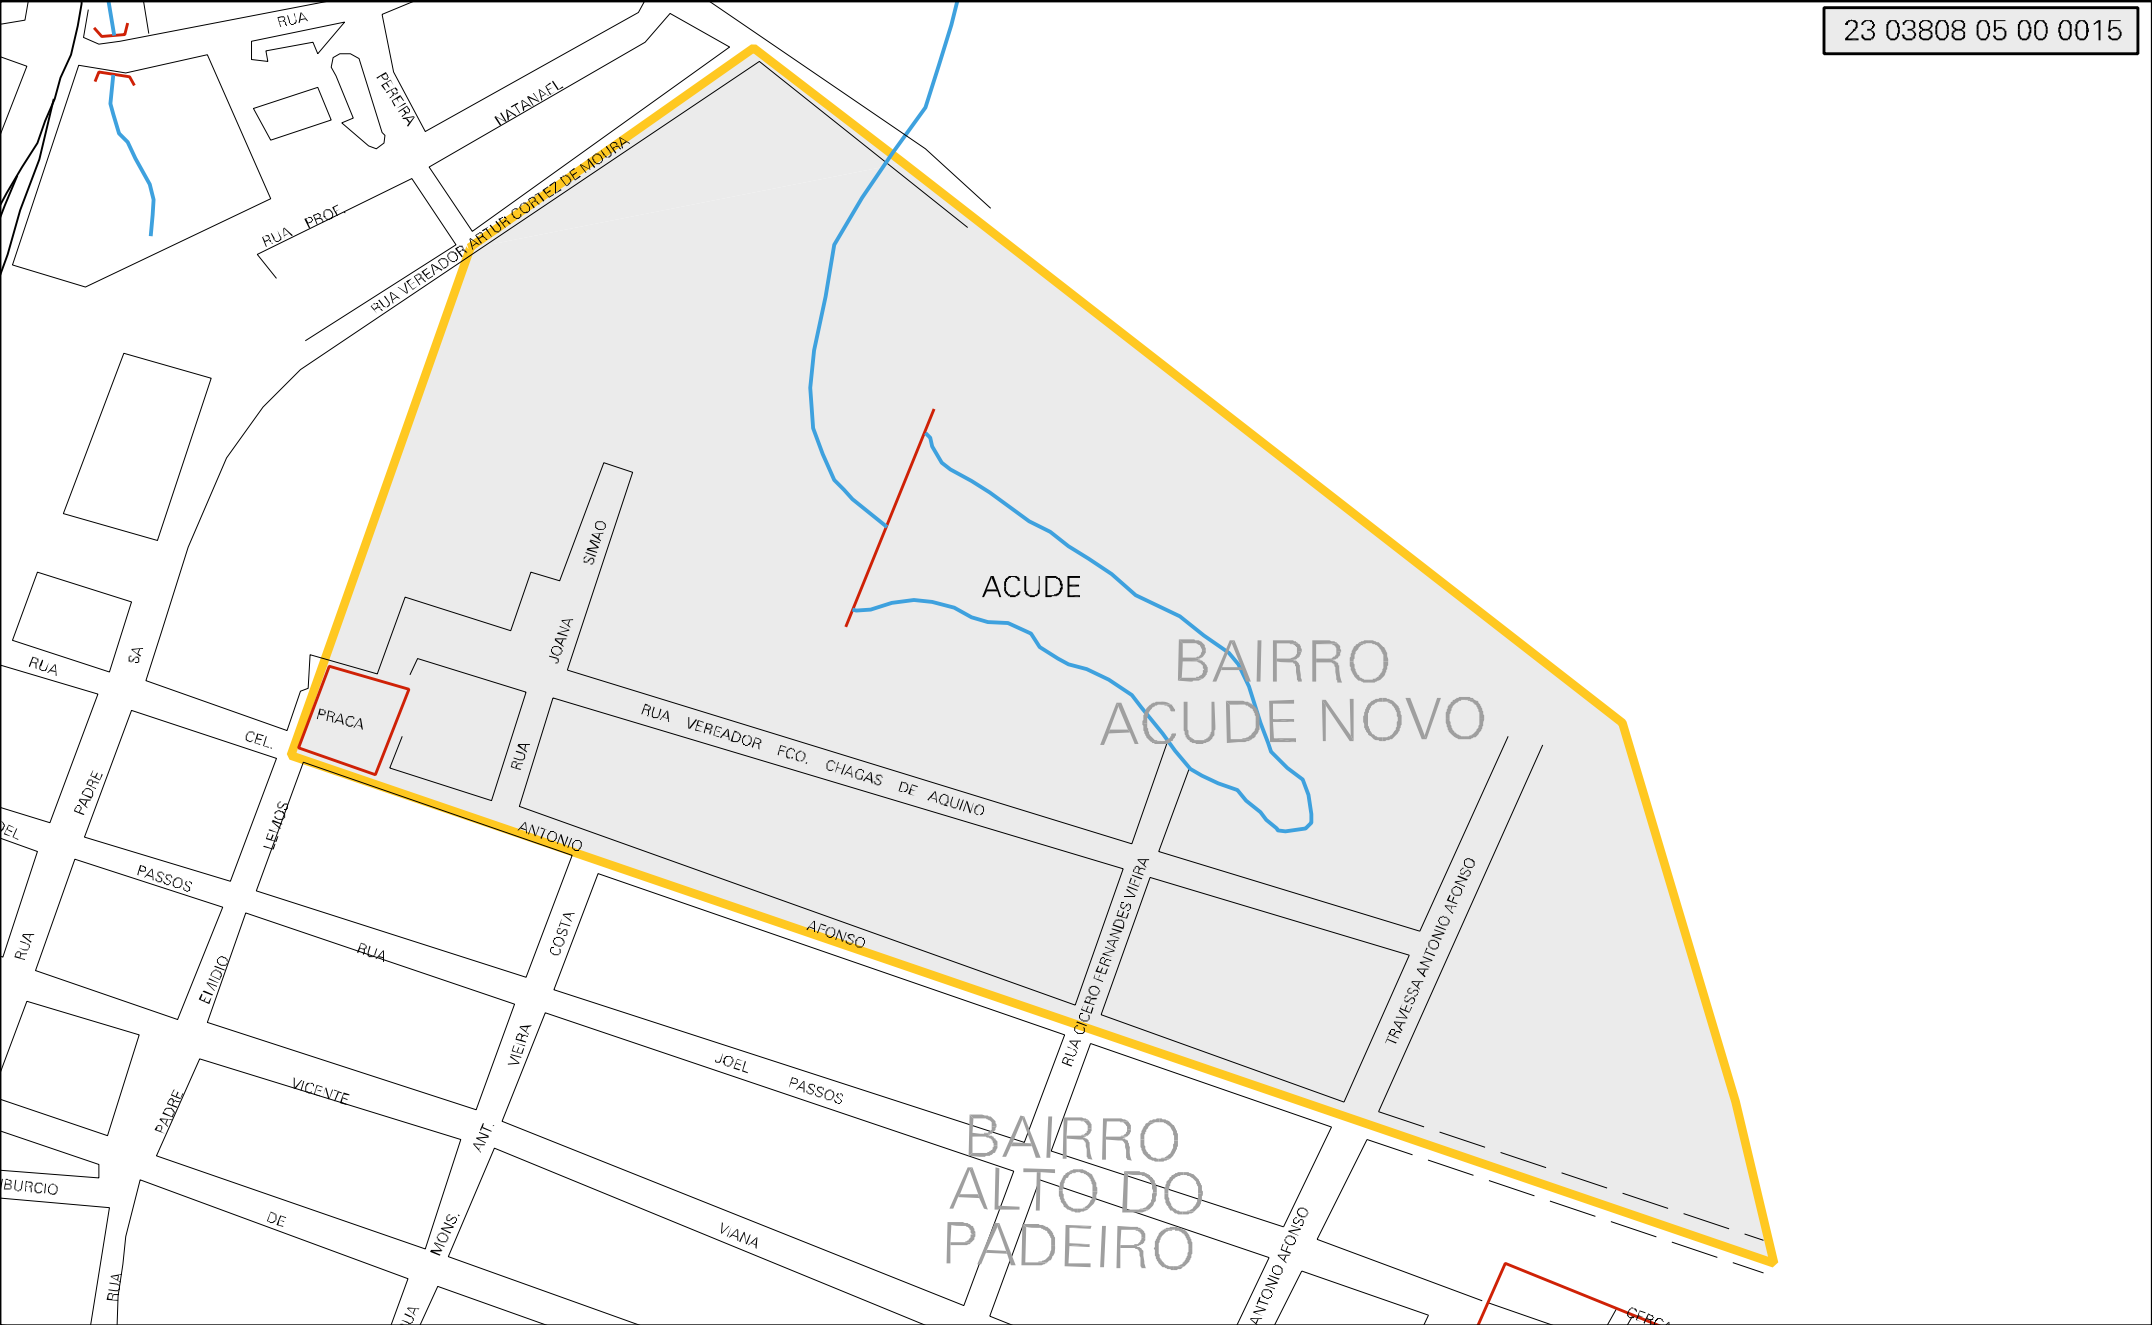 23 03808 05 00 0015
RUA
PEREIRA
NATANAEL
RUA PROF.
RUA VEREADOR ARTUR CORTEZ DE MOURA
SIMAO
JOANA
RUA
ACUDE
BAIRRO
ACUDE NOVO
SA
PADRE
RUA
RUA
PRACA
CEL.
ANTONIO
AFONSO
RUA VEREADOR FCO. CHAGAS DE AQUINO
LEMOS
EMIDIO
PADRE
RUA
PASSOS
RUA
COSTA
VIEIRA
ANT.
MONS.
RUA CICERO FERNANDES VIEIRA
TRAVESSA ANTONIO AFONSO
JOEL PASSOS
VICENTE
DE
VIANA
BAIRRO
ALTO DO
PADEIRO
ANTONIO AFONSO